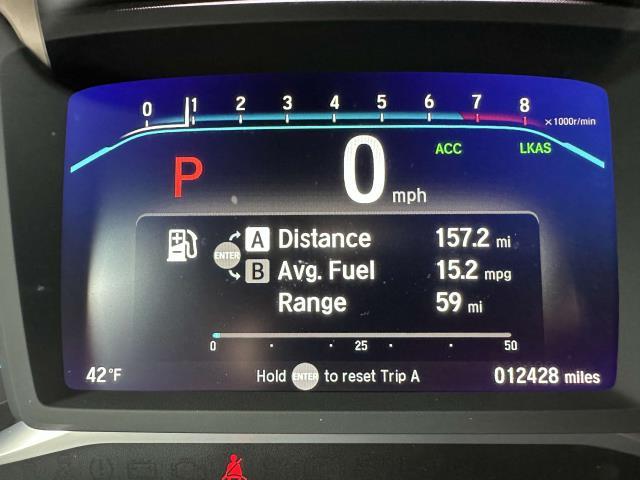 0 1 2 3 4 5 6 7 8 ×1000r/min
ACC LKAS
P 0 mph
A Distance 157.2 mi
ENTER
B Avg. Fuel 15.2 mpg
Range 59 mi
0 25 50
42°F Hold ENTER to reset Trip A 012428 miles